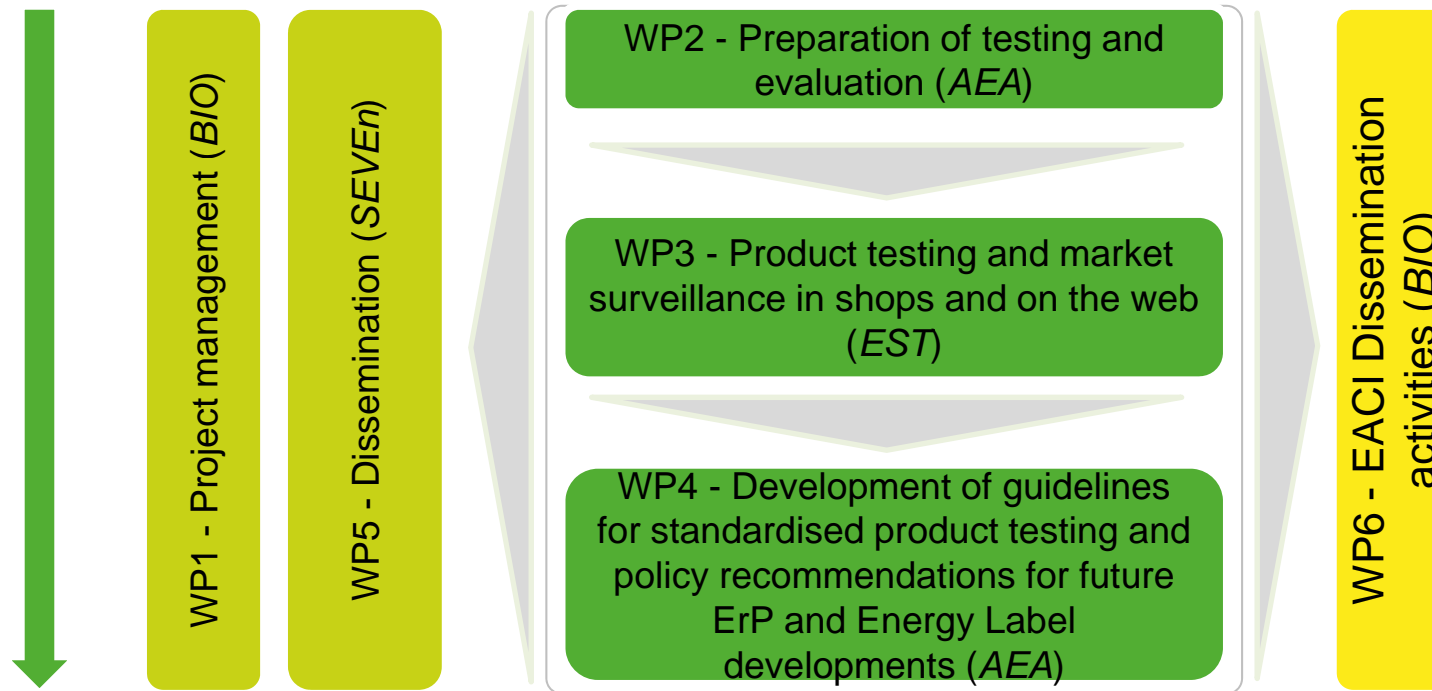 WP1 - Project management (BIO)
WP5 - Dissemination (SEVEn)
WP2 - Preparation of testing and
evaluation (AEA)
WP3 - Product testing and market
surveillance in shops and on the web
(EST)
WP4 - Development of guidelines
for standardised product testing and
policy recommendations for future
ErP and Energy Label
developments (AEA)
WP6 - EACI Dissemination
activities (BIO)